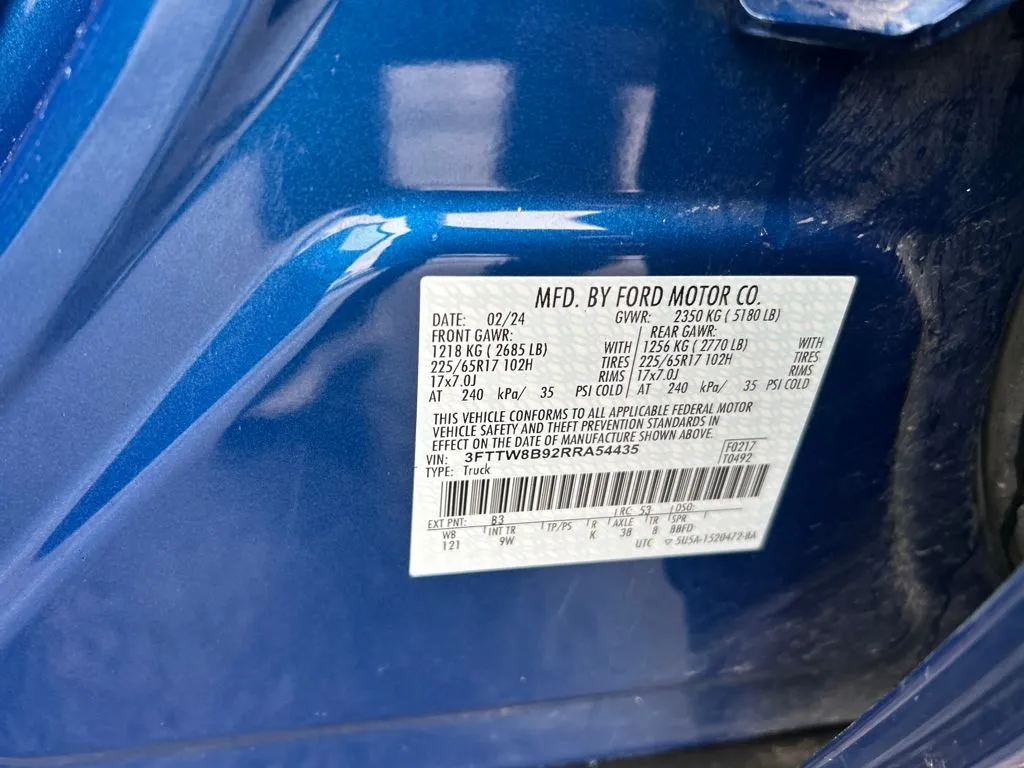 MFD. BY FORD MOTOR CO.
DATE: 02/24 GVWR: 2350 KG ( 5180 LB)
FRONT GAWR: REAR GAWR:
1218 KG ( 2685 LB) WITH 1256 KG ( 2770 LB) WITH
225/65R17 102H TIRES 225/65R17 102H TIRES
17x7.0J RIMS 17x7.0J RIMS
AT 240 kPa/ 35 PSI COLD AT 240 kPa/ 35 PSI COLD
THIS VEHICLE CONFORMS TO ALL APPLICABLE FEDERAL MOTOR
VEHICLE SAFETY AND THEFT PREVENTION STANDARDS IN
EFFECT ON THE DATE OF MANUFACTURE SHOWN ABOVE.
VIN: 3FTTW8B92RRA54435 F0217
TYPE: Truck T0492
EXT PNT: B3 RC: 53 DSO:
WB INT TR TP/PS R AXLE TR SPR
121 9W K 38 8 BBFD
UTC 5U5A-1520472-BA